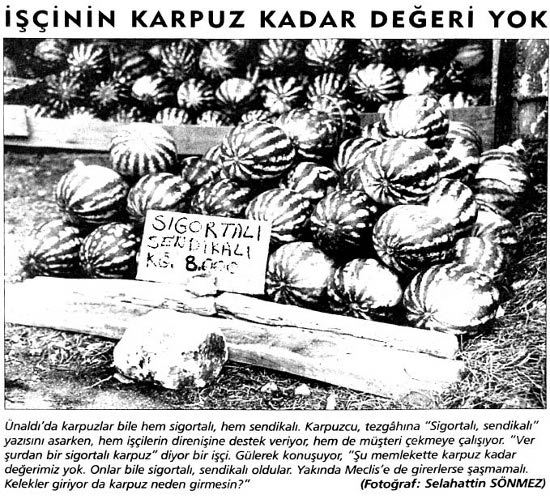 İŞÇİNİN KARPUZ KADAR DEĞERİ YOK
SİGORTALI
SENDİKALI
KĞ. 8.000
Ünaldı'da karpuzlar bile hem sigortalı, hem sendikalı. Karpuzcu, tezgâhına "Sigortalı, sendikalı"
yazısını asarken, hem işçilerin direnişine destek veriyor, hem de müşteri çekmeye çalışıyor. "Ver
şurdan bir sigortalı karpuz" diyor bir işçi. Gülerek konuşuyor, "Şu memlekette karpuz kadar
değerimiz yok. Onlar bile sigortalı, sendikalı oldular. Yakında Meclis'e de girerlerse şaşmamalı.
Kelekler giriyor da karpuz neden girmesin?" (Fotoğraf: Selahattin SÖNMEZ)